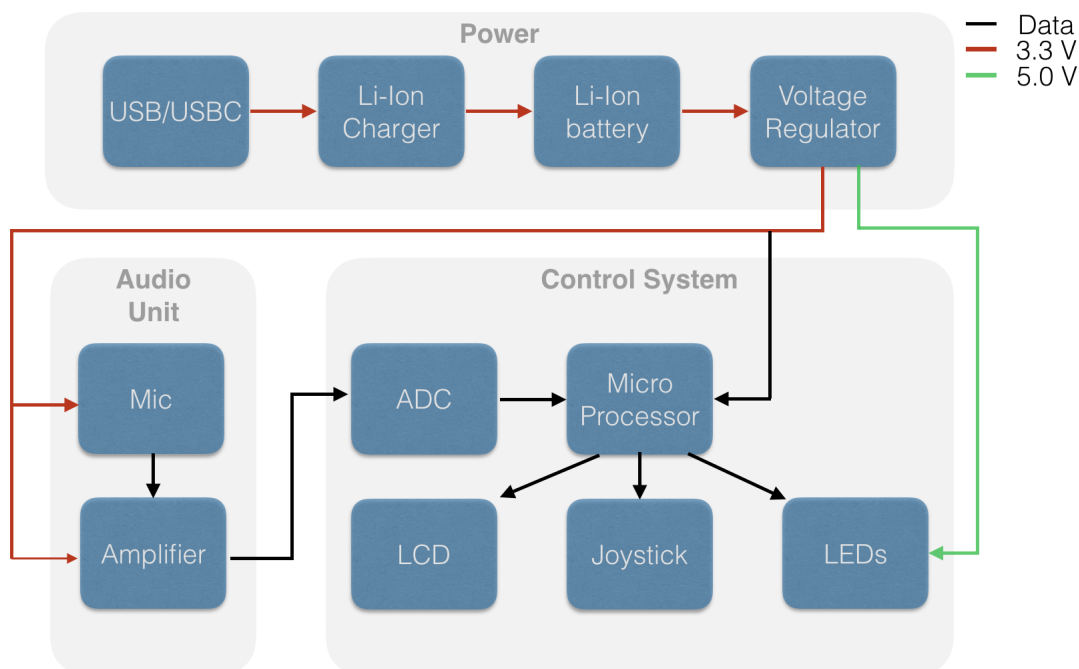 Power
Data
3.3 V
5.0 V
USB/USBC
Li-Ion
Charger
Li-Ion
battery
Voltage
Regulator
Audio
Unit
Control System
Mic
ADC
Micro
Processor
Amplifier
LCD
Joystick
LEDs